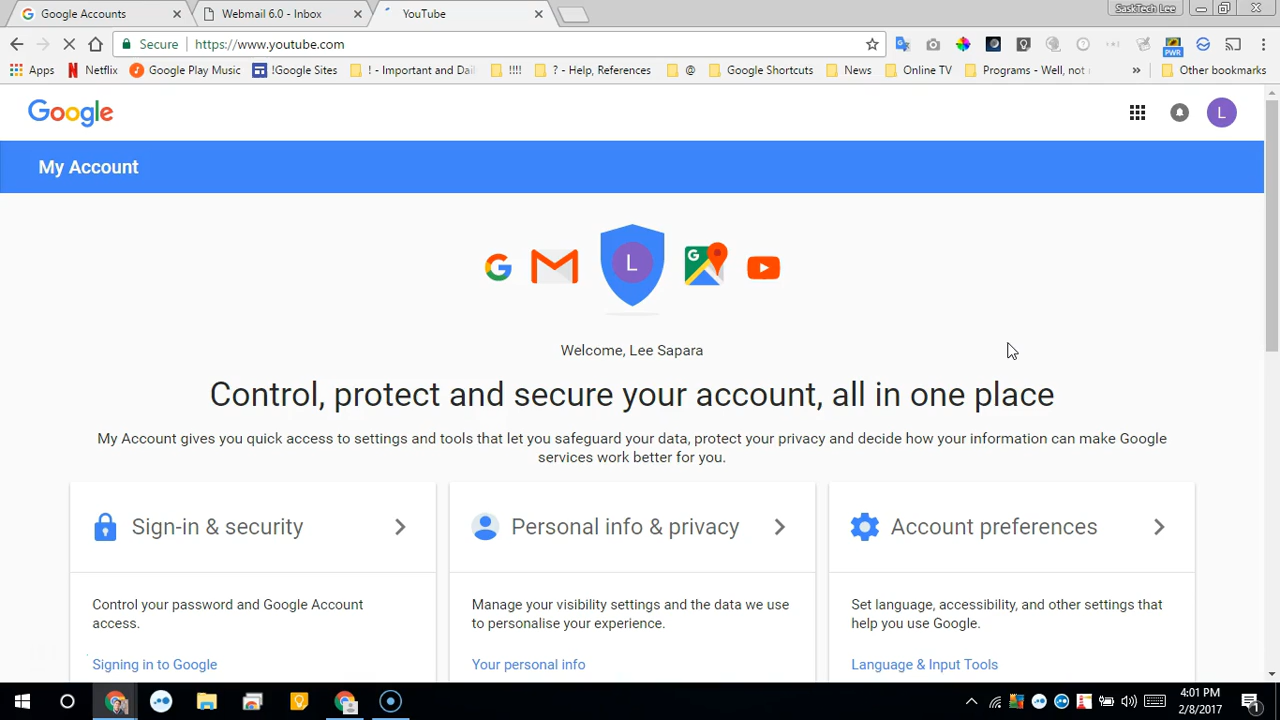 Google Accounts
Webmail 6.0 - Inbox
YouTube
SaskTech Lee
Secure
https://www.youtube.com
PWR
Apps
Netflix
Google Play Music
!Google Sites
! - Important and Dai
!!!!
? - Help, References
@
Google Shortcuts
News
Online TV
Programs - Well, not
»
Other bookmarks
Google
L
My Account
G
L
G
Welcome, Lee Sapara
Control, protect and secure your account, all in one place
My Account gives you quick access to settings and tools that let you safeguard your data, protect your privacy and decide how your information can make Google
services work better for you.
Sign-in & security
Personal info & privacy
Account preferences
Control your password and Google Account
access.
Manage your visibility settings and the data we use
to personalise your experience.
Set language, accessibility, and other settings that
help you use Google.
Signing in to Google
Your personal info
Language & Input Tools
4:01 PM
2/8/2017
1